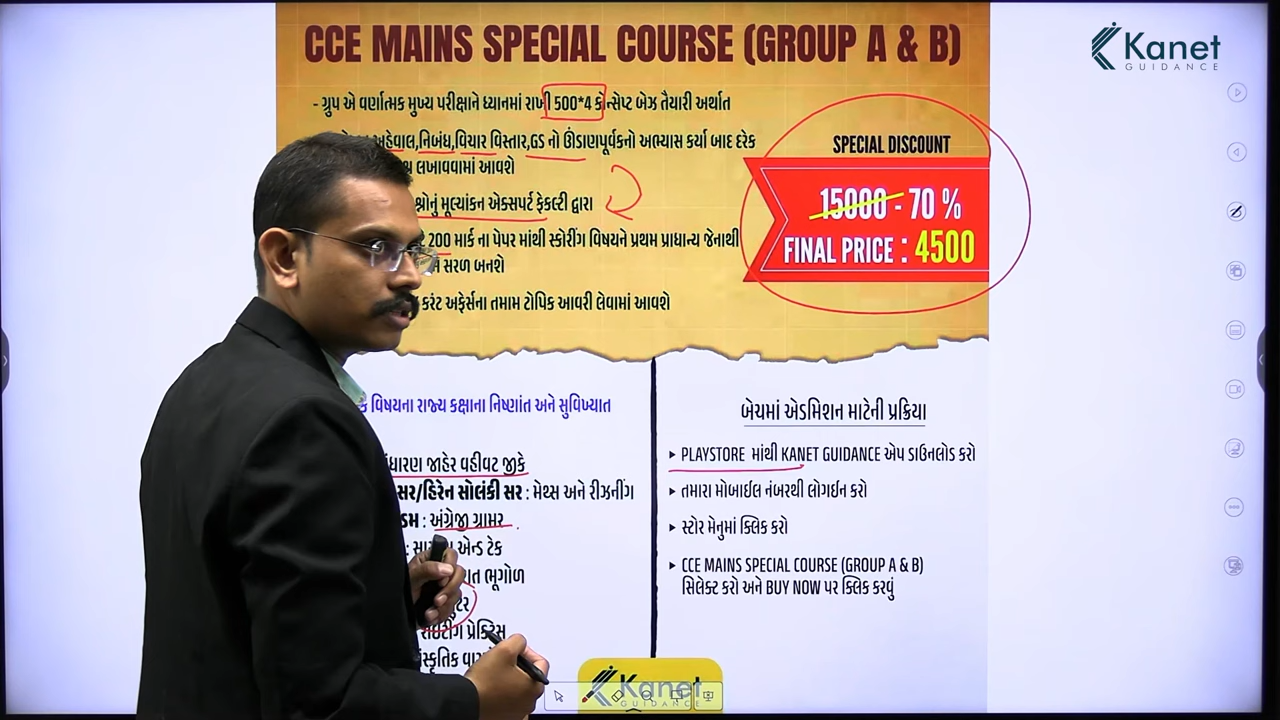 CCE MAINS SPECIAL COURSE (GROUP A & B)
Kanet
GUIDANCE
- ગ્રુપ એ વર્ણાત્મક મુખ્ય પરીક્ષાને ધ્યાનમાં રાખી 500*4 કોન્સેપ્ટ બેઝ તૈયારી અર્થાત
અહેવાલ,નિબંધ,વિચાર વિસ્તાર,GS નો ઊંડાણપૂર્વકનો અભ્યાસ કર્યા બાદ દરેક
લખાવવામાં આવશે
મૂલ્યાંકન એક્સપર્ટ ફેકલ્ટી દ્વારા
200 માર્ક ના પેપર માંથી સ્કોરીંગ વિષયને પ્રથમ પ્રાધાન્ય જેનાથી
સરળ બનશે
કરંટ અફેર્સના તમામ ટોપિક આવરી લેવામાં આવશે
SPECIAL DISCOUNT
15000 - 70 %
FINAL PRICE : 4500
વિષયના રાજ્ય કક્ષાના નિષ્ણાંત અને સુવિખ્યાત
જાહેર વહીવટ જીકે
સર/હિરેન સોલંકી સર : મેથ્સ અને રીઝનીંગ
: અંગ્રેજી ગ્રામર
એન્ડ ટેક
ભૂગોળ
રાઇટીંગ પ્રેક્ટિસ
બેચમાં એડમિશન માટેની પ્રક્રિયા
▸ PLAYSTORE માંથી KANET GUIDANCE એપ ડાઉનલોડ કરો
▸ તમારા મોબાઈલ નંબરથી લોગઈન કરો
▸ સ્ટોર મેનુમાં ક્લિક કરો
▸ CCE MAINS SPECIAL COURSE (GROUP A & B)
સિલેક્ટ કરો અને BUY NOW પર ક્લિક કરવું
Kanet
GUIDANCE